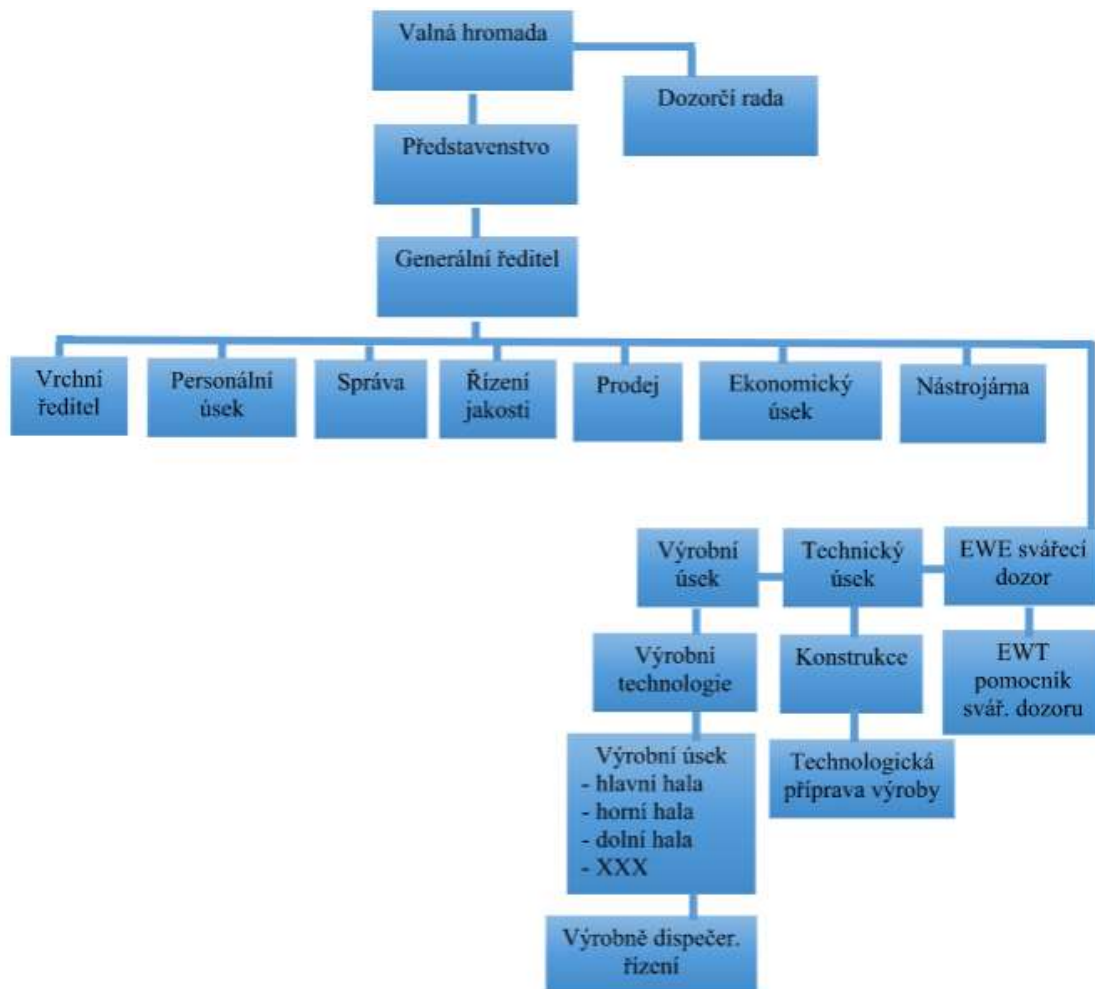 Valná hromada
Dozorčí rada
Představenstvo
Generální ředitel
Vrchní
ředitel
Personální
úsek
Správa
Řízení
jakosti
Prodej
Ekonomický
úsek
Nástrojárna
Výrobní
úsek
Technický
úsek
EWE svářecí
dozor
Výrobní
technologie
Konstrukce
EWT
pomocník
svář. dozoru
Výrobní úsek
- hlavní hala
- horní hala
- dolní hala
- XXX
Technologická
příprava výroby
Výrobně dispečer.
řízení